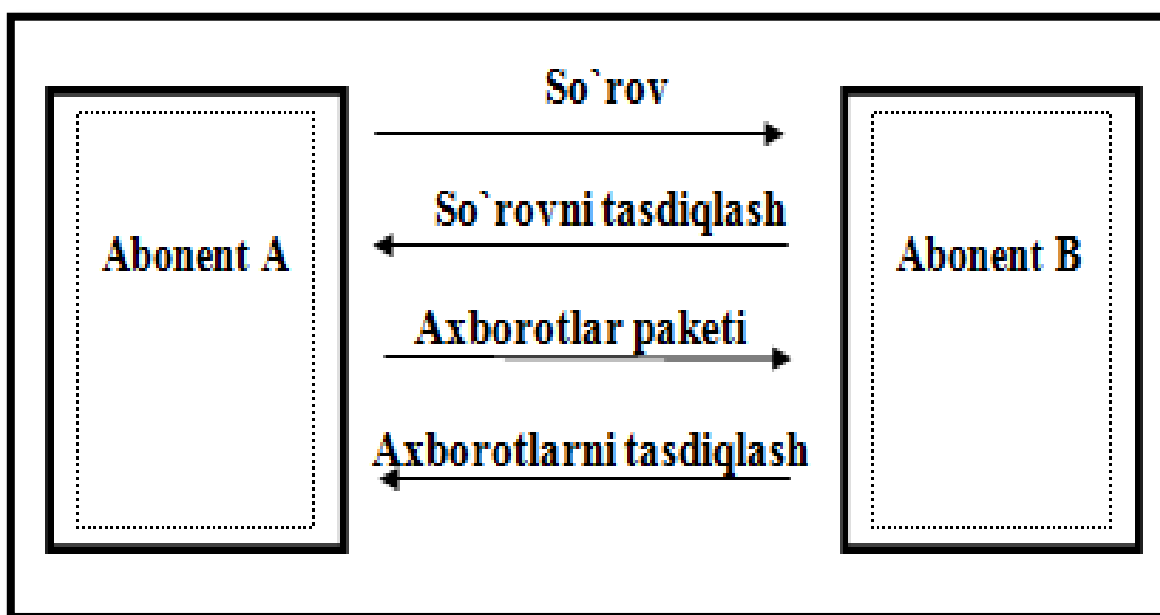 So`rov
So`rovni tasdiqlash
Abonent A
Abonent B
Axborotlar paketi
Axborotlarni tasdiqlash